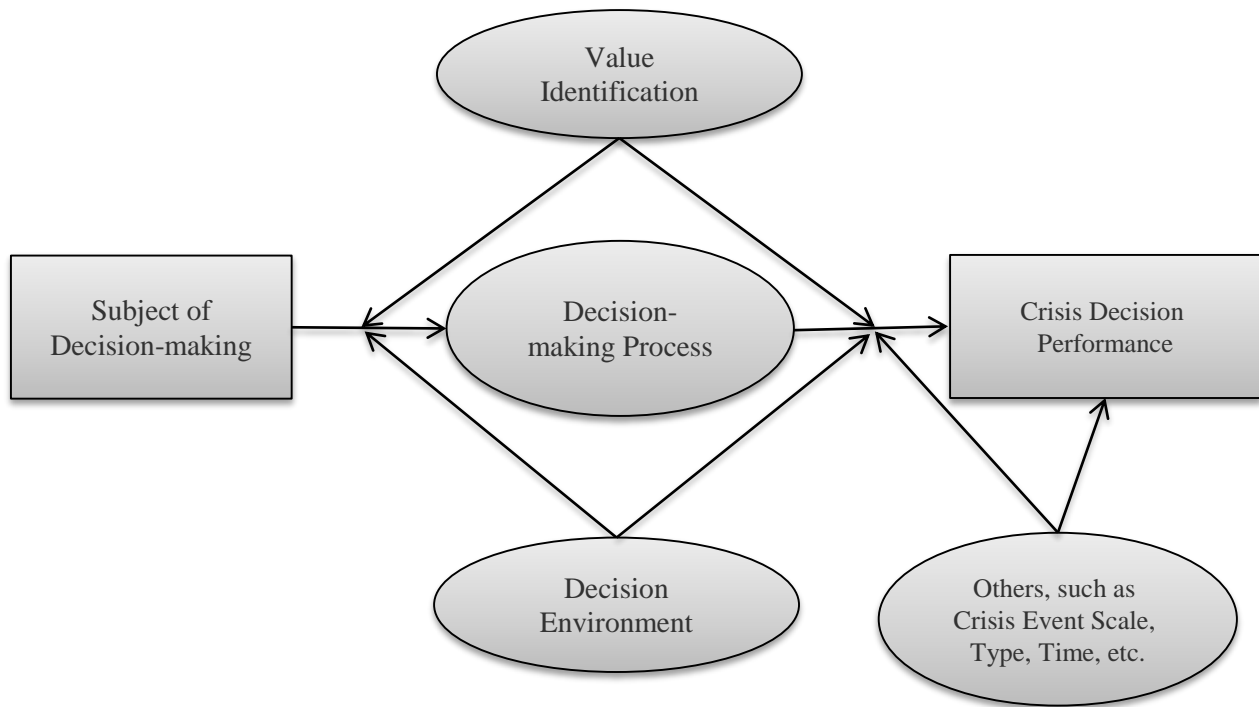 Value
Identification
Subject of
Decision-making
Decision-
making Process
Crisis Decision
Performance
Decision
Environment
Others, such as
Crisis Event Scale,
Type, Time, etc.